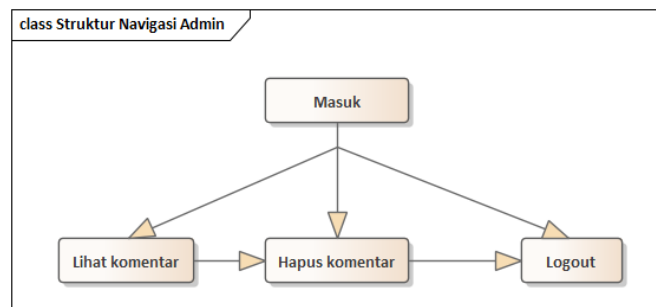 class Struktur Navigasi Admin
Masuk
Lihat komentar
Hapus komentar
Logout